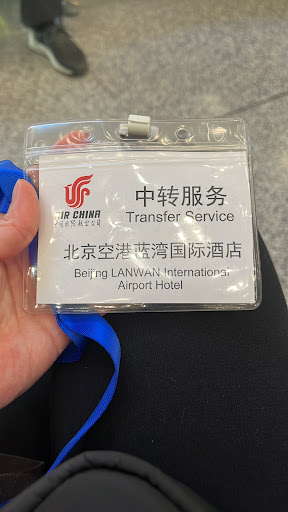 中转服务
AIR CHINA
Transfer Service
中国国际航空公司
北京空港蓝湾国际酒店
Beijing LANWAN International
Airport Hotel